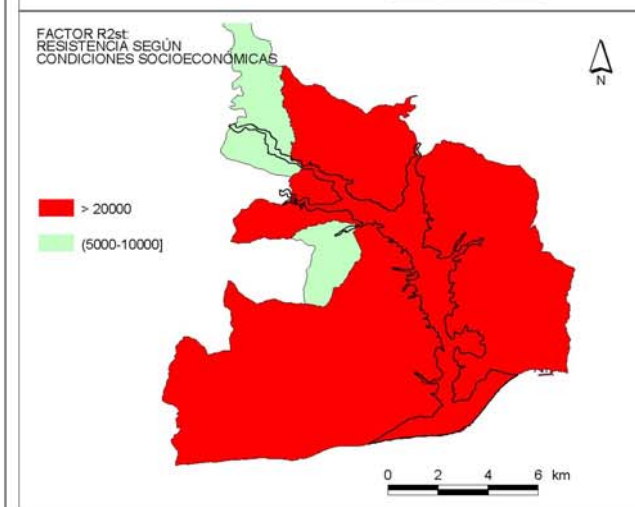 FACTOR R2st:
RESISTENCIA SEGÚN
CONDICIONES SOCIOECONÓMICAS
N
> 20000
(5000-10000]
0 2 4 6 km